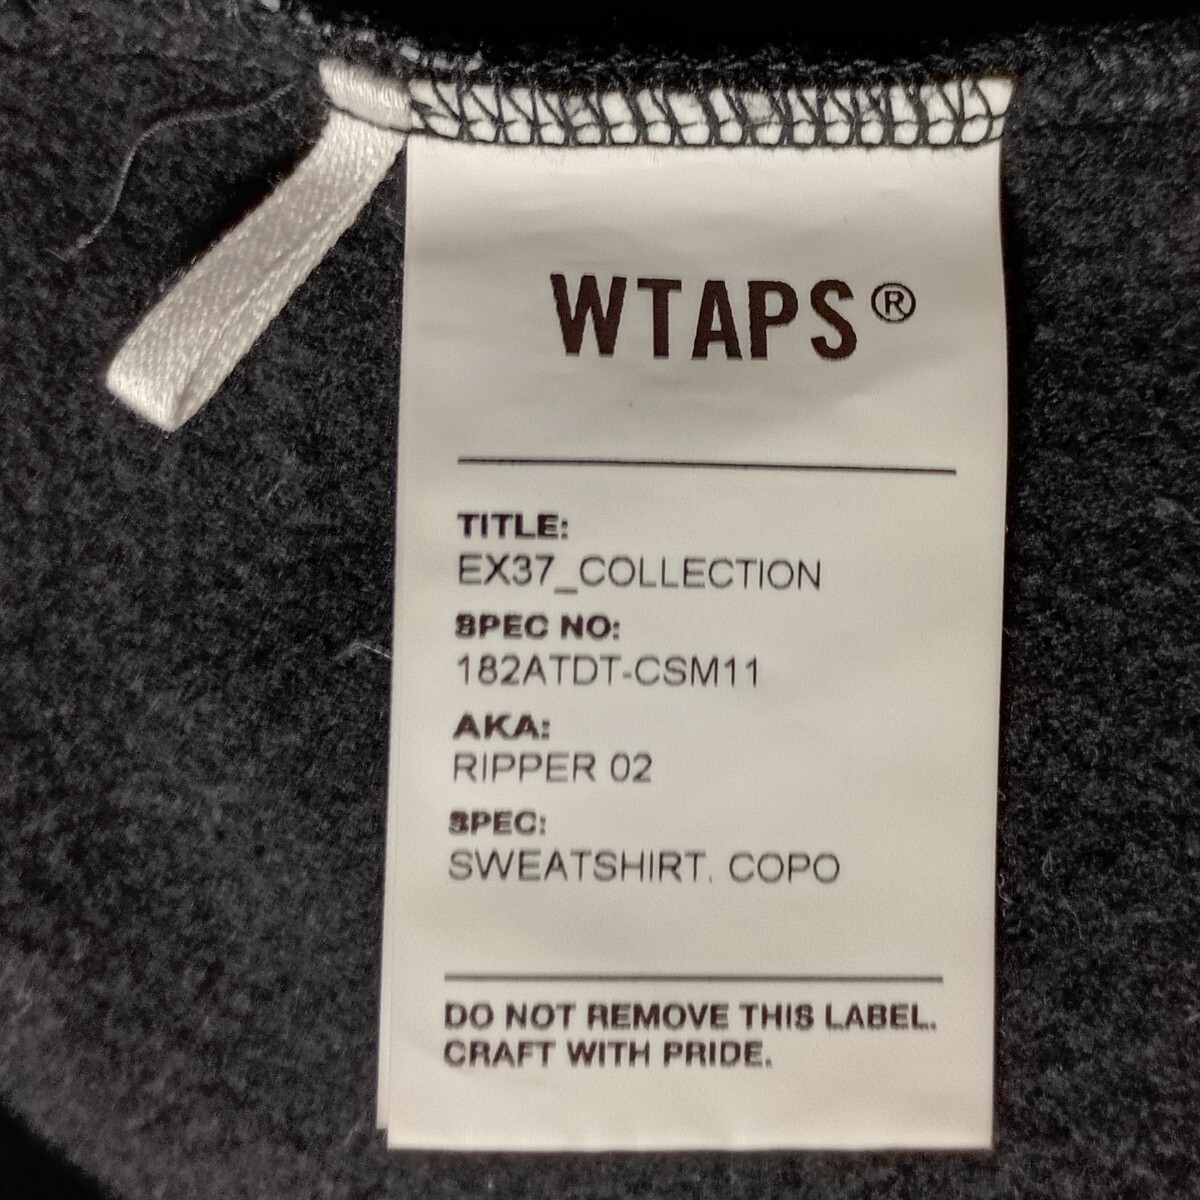 WTAPS®
TITLE:
EX37_COLLECTION
SPEC NO:
182ATDT-CSM11
AKA:
RIPPER 02
SPEC:
SWEATSHIRT. COPO
DO NOT REMOVE THIS LABEL.
CRAFT WITH PRIDE.